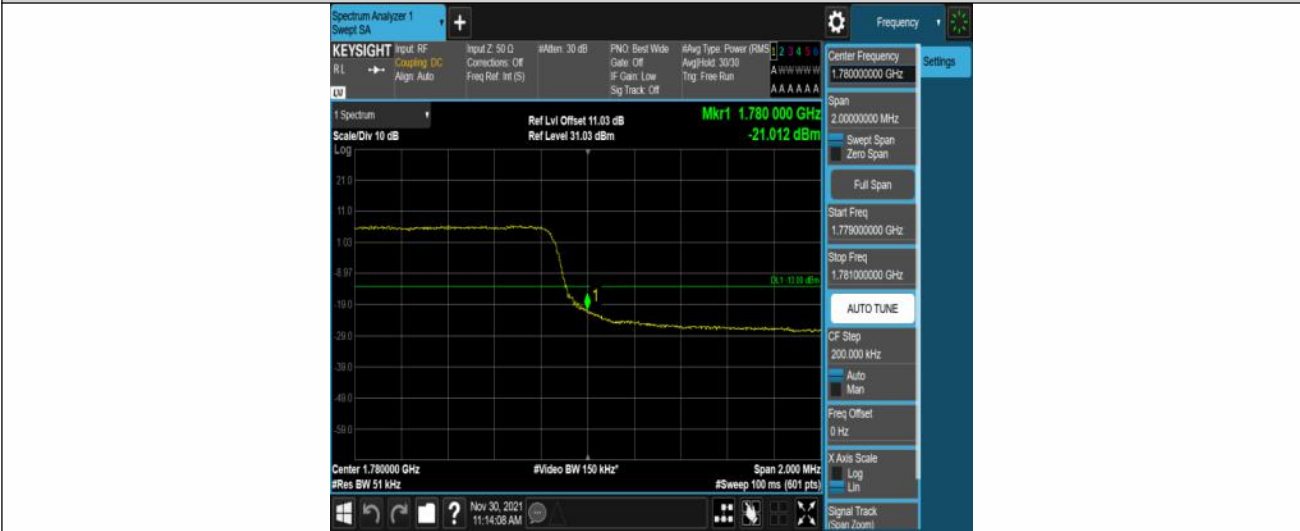 Spectrum Analyzer 1
Swept SA
+
Frequency
KEYSIGHT Input: RF
Input Z: 50 Ω
#Atten: 30 dB
PNO: Best Wide
#Avg Type: Power (RMS
1 2 3 4 5 6
RL
Coupling: DC
Corrections: Off
Gate: Off
Avg|Hold: 30/30
A W W W W W
Align: Auto
Freq Ref: Int (S)
IF Gain: Low
Trig: Free Run
Sig Track: Off
A A A A A A
Center Frequency
1.780000000 GHz
Settings
1 Spectrum
Ref Lvl Offset 11.03 dB
Mkr1 1.780 000 GHz
Scale/Div 10 dB
Ref Level 31.03 dBm
-21.012 dBm
Log
21.0
11.0
1.03
-8.97
DL1 -13.00 dBm
1
-19.0
-29.0
-39.0
-49.0
-59.0
Center 1.780000 GHz
#Video BW 150 kHz*
Span 2.000 MHz
#Res BW 51 kHz
#Sweep 100 ms (601 pts)
Span
2.00000000 MHz
Swept Span
Zero Span
Full Span
Start Freq
1.779000000 GHz
Stop Freq
1.781000000 GHz
AUTO TUNE
CF Step
200.000 kHz
Auto
Man
Freq Offset
0 Hz
X Axis Scale
Log
Lin
Signal Track
(Span Zoom)
?
Nov 30, 2021
11:14:08 AM